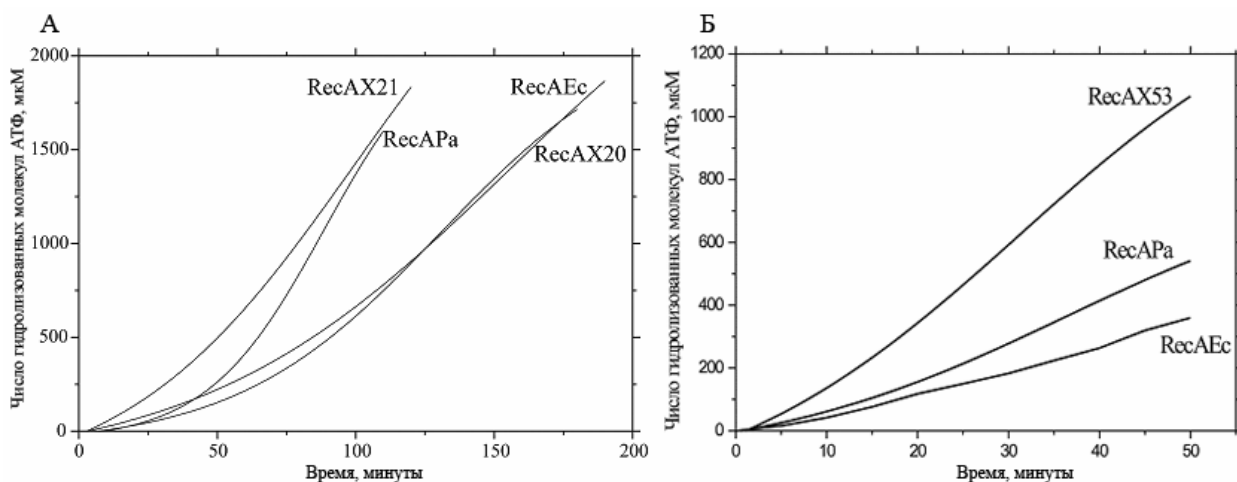 А
Число гидролизованных молекул АТФ, мкМ
2000
1500
1000
500
0
RecAX21
RecAPa
RecAEc
RecAX20
0 50 100 150 200
Время, минуты
Б
Число гидролизованных молекул АТФ, мкМ
1200
1000
800
600
400
200
0
RecAX53
RecAPa
RecAEc
0 10 20 30 40 50
Время, минуты